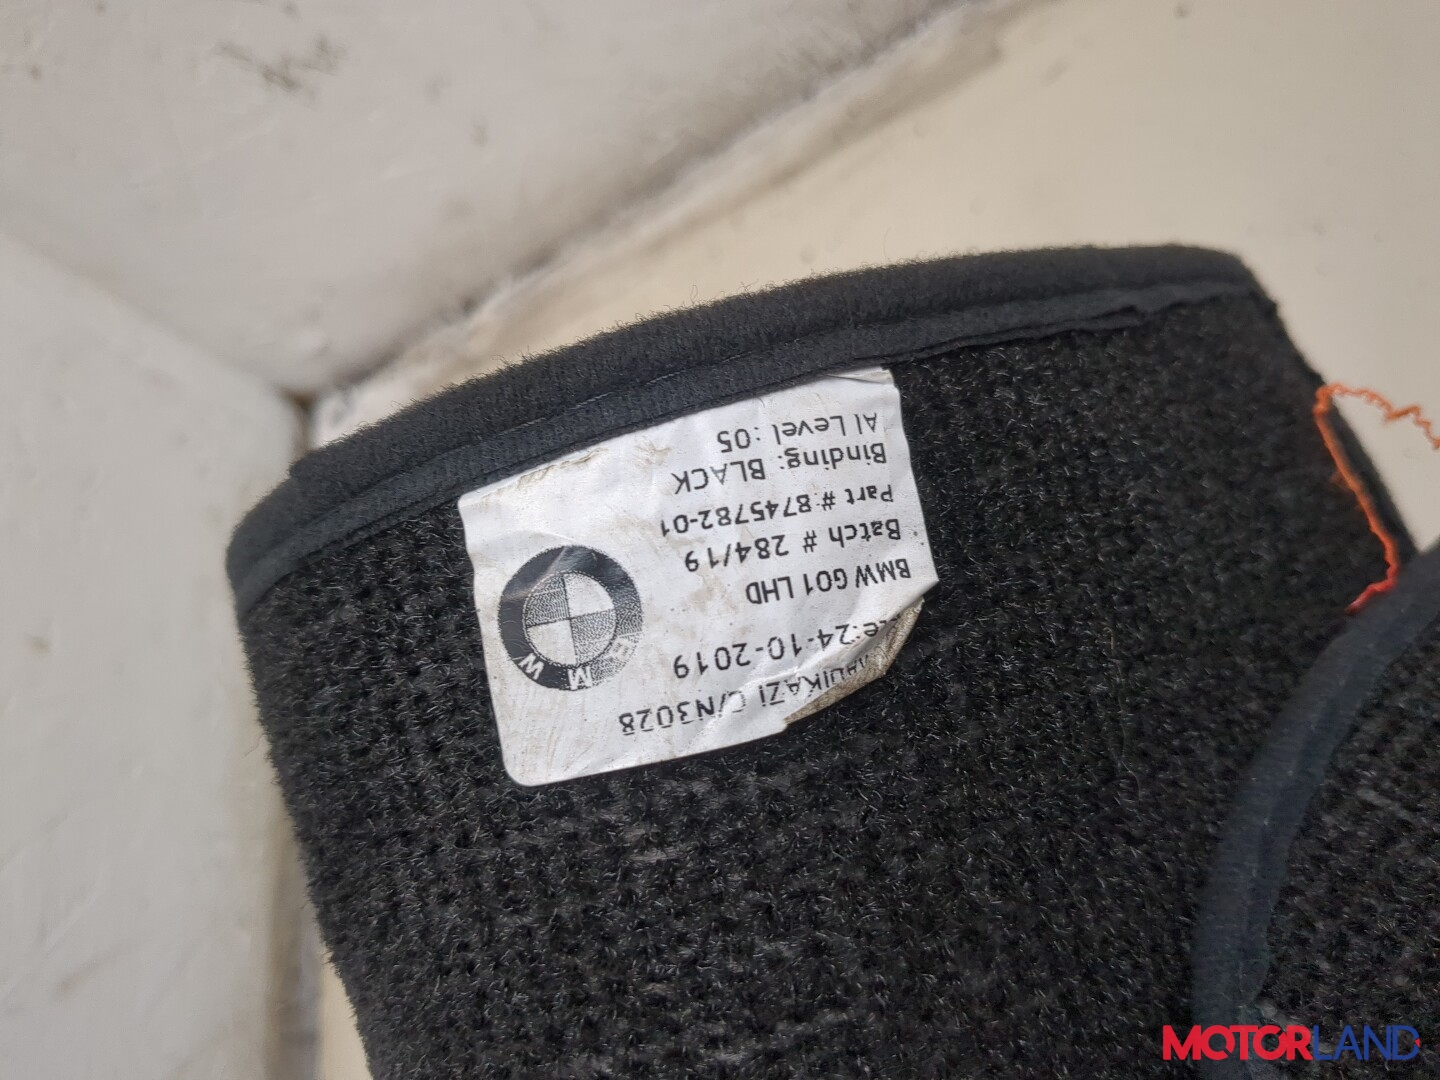 C/N3028
24-10-2019
BMW G01 LHD
Batch # 284/19
Part # 8745782-01
Binding: BLACK
AI Level :05
BMW
MOTORLAND